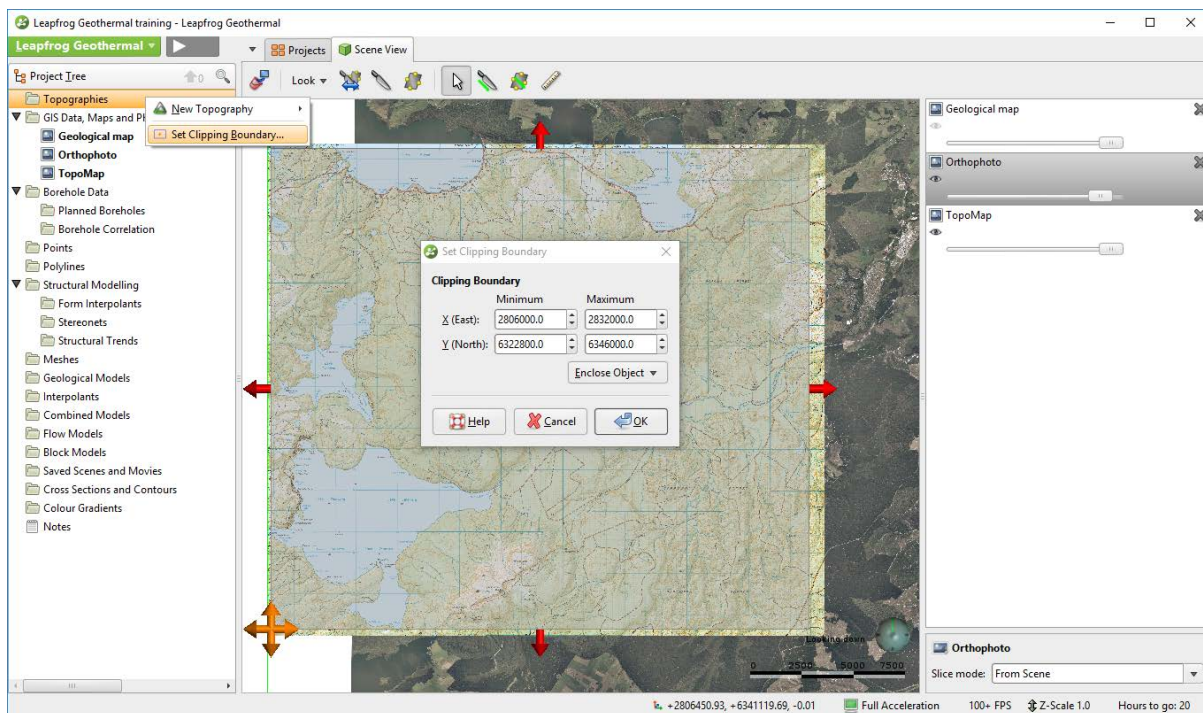 Leapfrog Geothermal training - Leapfrog Geothermal
Leapfrog Geothermal
Projects
Scene View
Project Tree
0
Look
Topographies
New Topography
Set Clipping Boundary...
GIS Data, Maps and Ph
Geological map
Orthophoto
TopoMap
Borehole Data
Planned Boreholes
Borehole Correlation
Points
Polylines
Structural Modelling
Form Interpolants
Stereonets
Structural Trends
Meshes
Geological Models
Interpolants
Combined Models
Flow Models
Block Models
Saved Scenes and Movies
Cross Sections and Contours
Colour Gradients
Notes
Set Clipping Boundary
Clipping Boundary
Minimum Maximum
X (East): 2806000.0 2832000.0
Y (North): 6322800.0 6346000.0
Enclose Object
Help Cancel OK
Looking down
0 2500 5000 7500
Geological map
Orthophoto
TopoMap
Orthophoto
Slice mode: From Scene
+2806450.93, +6341119.69, -0.01 Full Acceleration 100+ FPS Z-Scale 1.0 Hours to go: 20